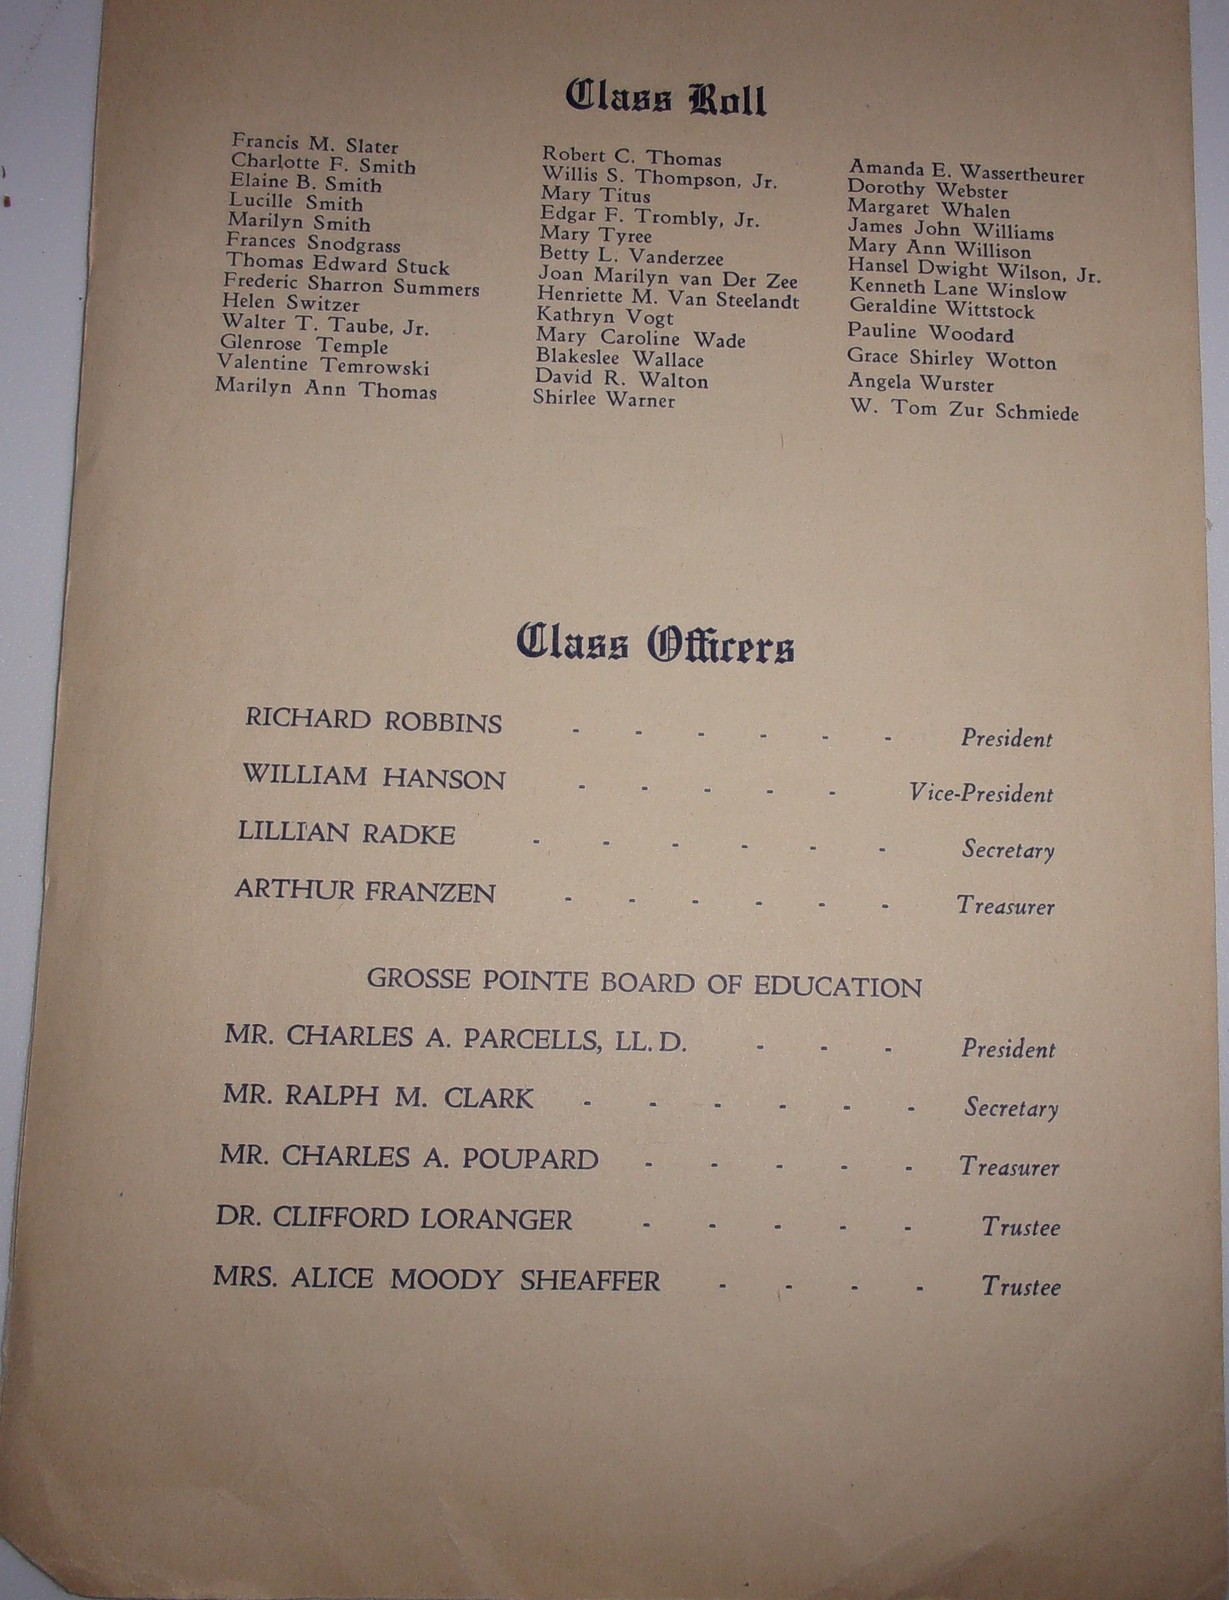 Class Roll
Francis M. Slater
Charlotte F. Smith
Elaine B. Smith
Lucille Smith
Marilyn Smith
Frances Snodgrass
Thomas Edward Stuck
Frederic Sharron Summers
Helen Switzer
Walter T. Taube, Jr.
Glenrose Temple
Valentine Temrowski
Marilyn Ann Thomas
Robert C. Thomas
Willis S. Thompson, Jr.
Mary Titus
Edgar F. Trombly, Jr.
Mary Tyree
Betty L. Vanderzee
Joan Marilyn van Der Zee
Henriette M. Van Steelandt
Kathryn Vogt
Mary Caroline Wade
Blakeslee Wallace
David R. Walton
Shirlee Warner
Amanda E. Wassertheurer
Dorothy Webster
Margaret Whalen
James John Williams
Mary Ann Willison
Hansel Dwight Wilson, Jr.
Kenneth Lane Winslow
Geraldine Wittstock
Pauline Woodard
Grace Shirley Wotton
Angela Wurster
W. Tom Zur Schmiede
Class Officers
RICHARD ROBBINS - - - - - - President
WILLIAM HANSON - - - - - Vice-President
LILLIAN RADKE - - - - - - Secretary
ARTHUR FRANZEN - - - - - - Treasurer
GROSSE POINTE BOARD OF EDUCATION
MR. CHARLES A. PARCELLS, LL. D. - - - President
MR. RALPH M. CLARK - - - - - - Secretary
MR. CHARLES A. POUPARD - - - - - Treasurer
DR. CLIFFORD LORANGER - - - - - Trustee
MRS. ALICE MOODY SHEAFFER - - - - Trustee